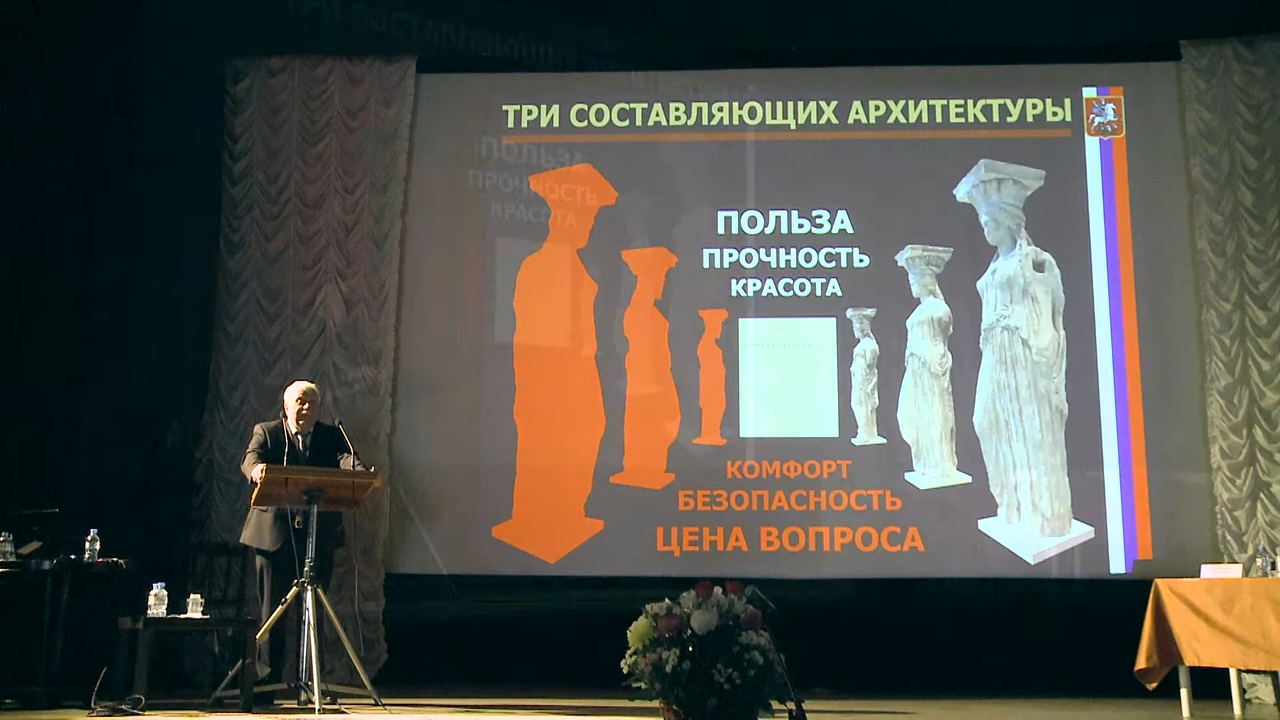 ТРИ СОСТАВЛЯЮЩИХ АРХИТЕКТУРЫ
ПОЛЬЗА
ПРОЧНОСТЬ
КРАСОТА
КОМФОРТ
БЕЗОПАСНОСТЬ
ЦЕНА ВОПРОСА